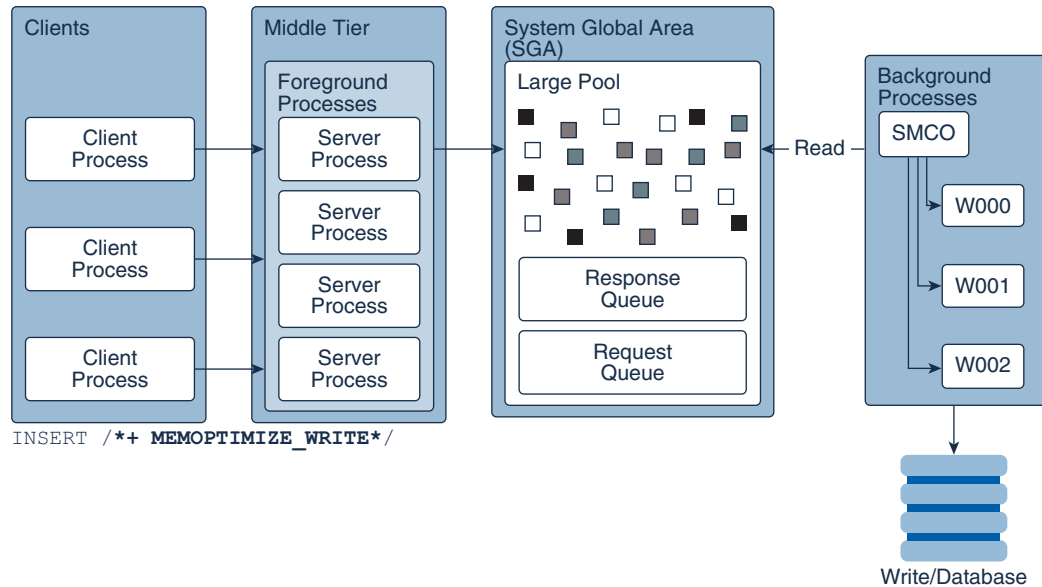 Clients
Client
Process
Client
Process
Client
Process
INSERT /*+ MEMOPTIMIZE_WRITE*/
Middle Tier
Foreground
Processes
Server
Process
Server
Process
Server
Process
Server
Process
System Global Area
(SGA)
Large Pool
Response
Queue
Request
Queue
Read
Background
Processes
SMCO
W000
W001
W002
Write/Database